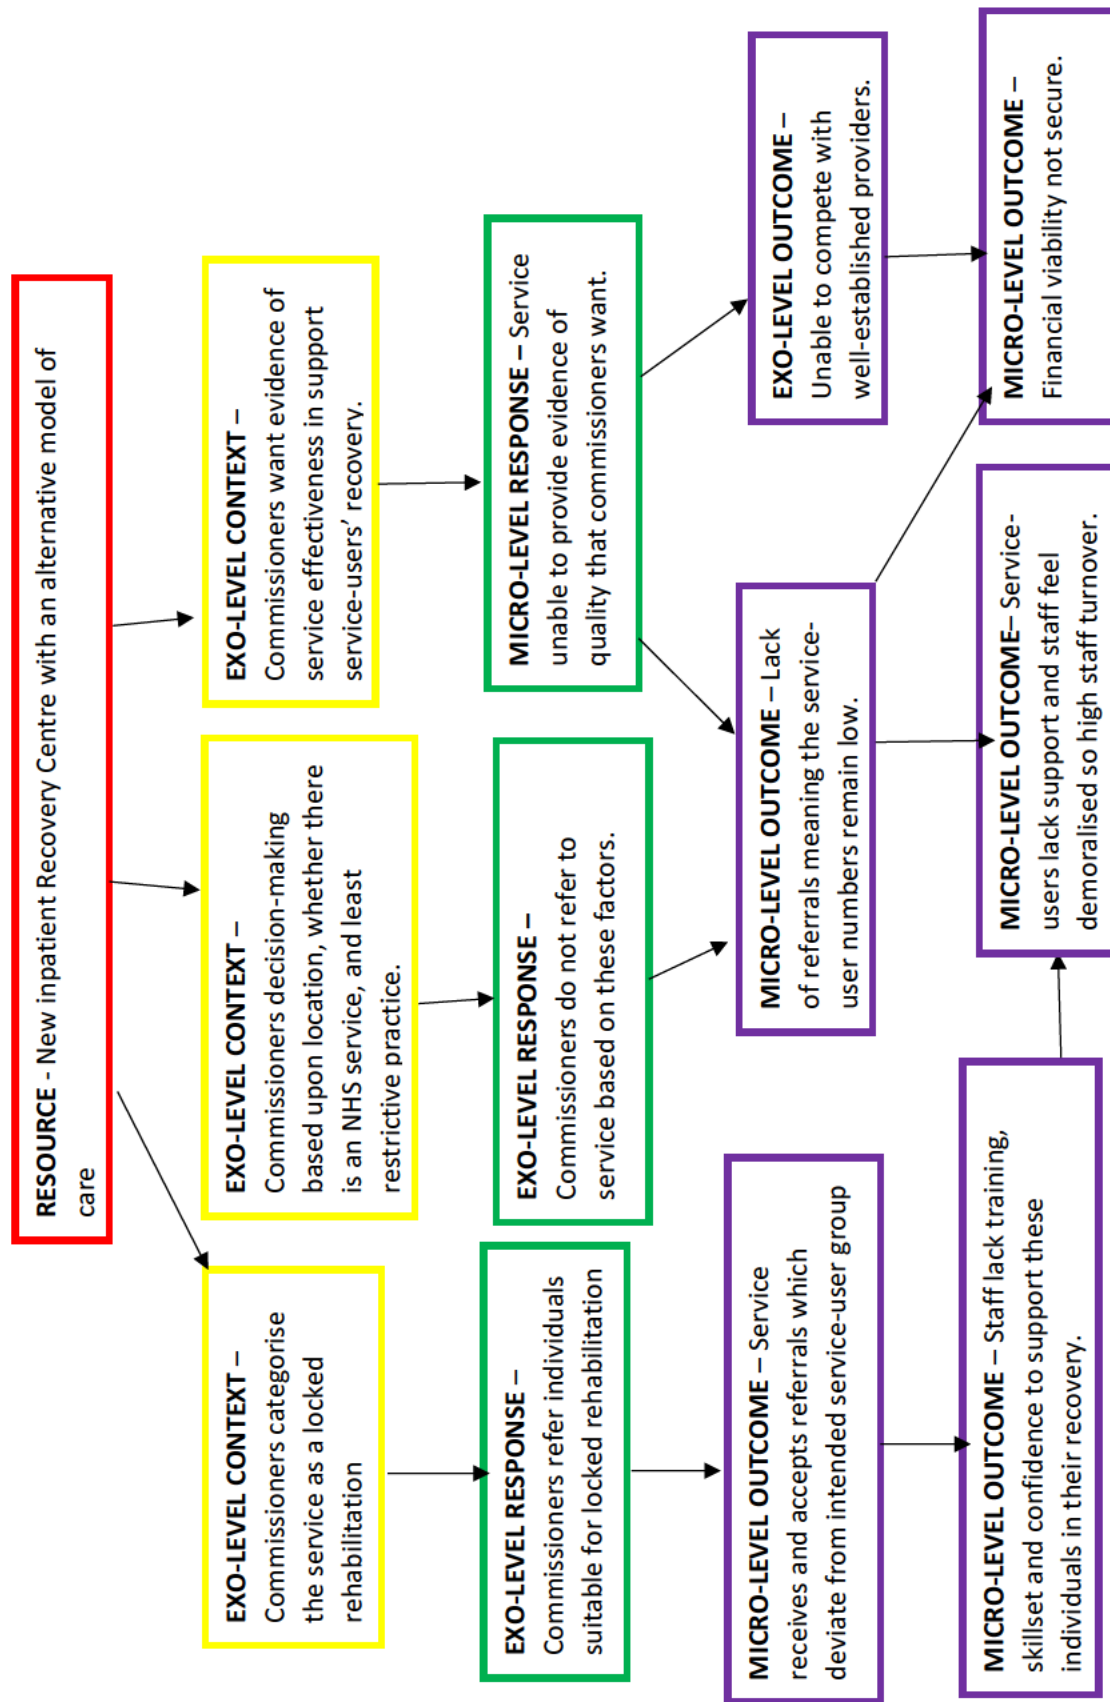 RESOURCE - New inpatient Recovery Centre with an alternative model of
care
EXO-LEVEL CONTEXT –
Commissioners categorise
the service as a locked
rehabilitation
EXO-LEVEL CONTEXT –
Commissioners decision-making
based upon location, whether there
is an NHS service, and least
restrictive practice.
EXO-LEVEL CONTEXT –
Commissioners want evidence of
service effectiveness in support
service-users’ recovery.
EXO-LEVEL RESPONSE –
Commissioners refer individuals
suitable for locked rehabilitation
EXO-LEVEL RESPONSE –
Commissioners do not refer to
service based on these factors.
MICRO-LEVEL RESPONSE – Service
unable to provide evidence of
quality that commissioners want.
MICRO-LEVEL OUTCOME – Service
receives and accepts referrals which
deviate from intended service-user group
MICRO-LEVEL OUTCOME – Lack
of referrals meaning the service-
user numbers remain low.
EXO-LEVEL OUTCOME –
Unable to compete with
well-established providers.
MICRO-LEVEL OUTCOME – Staff lack training,
skillset and confidence to support these
individuals in their recovery.
MICRO-LEVEL OUTCOME– Service-
users lack support and staff feel
demoralised so high staff turnover.
MICRO-LEVEL OUTCOME –
Financial viability not secure.